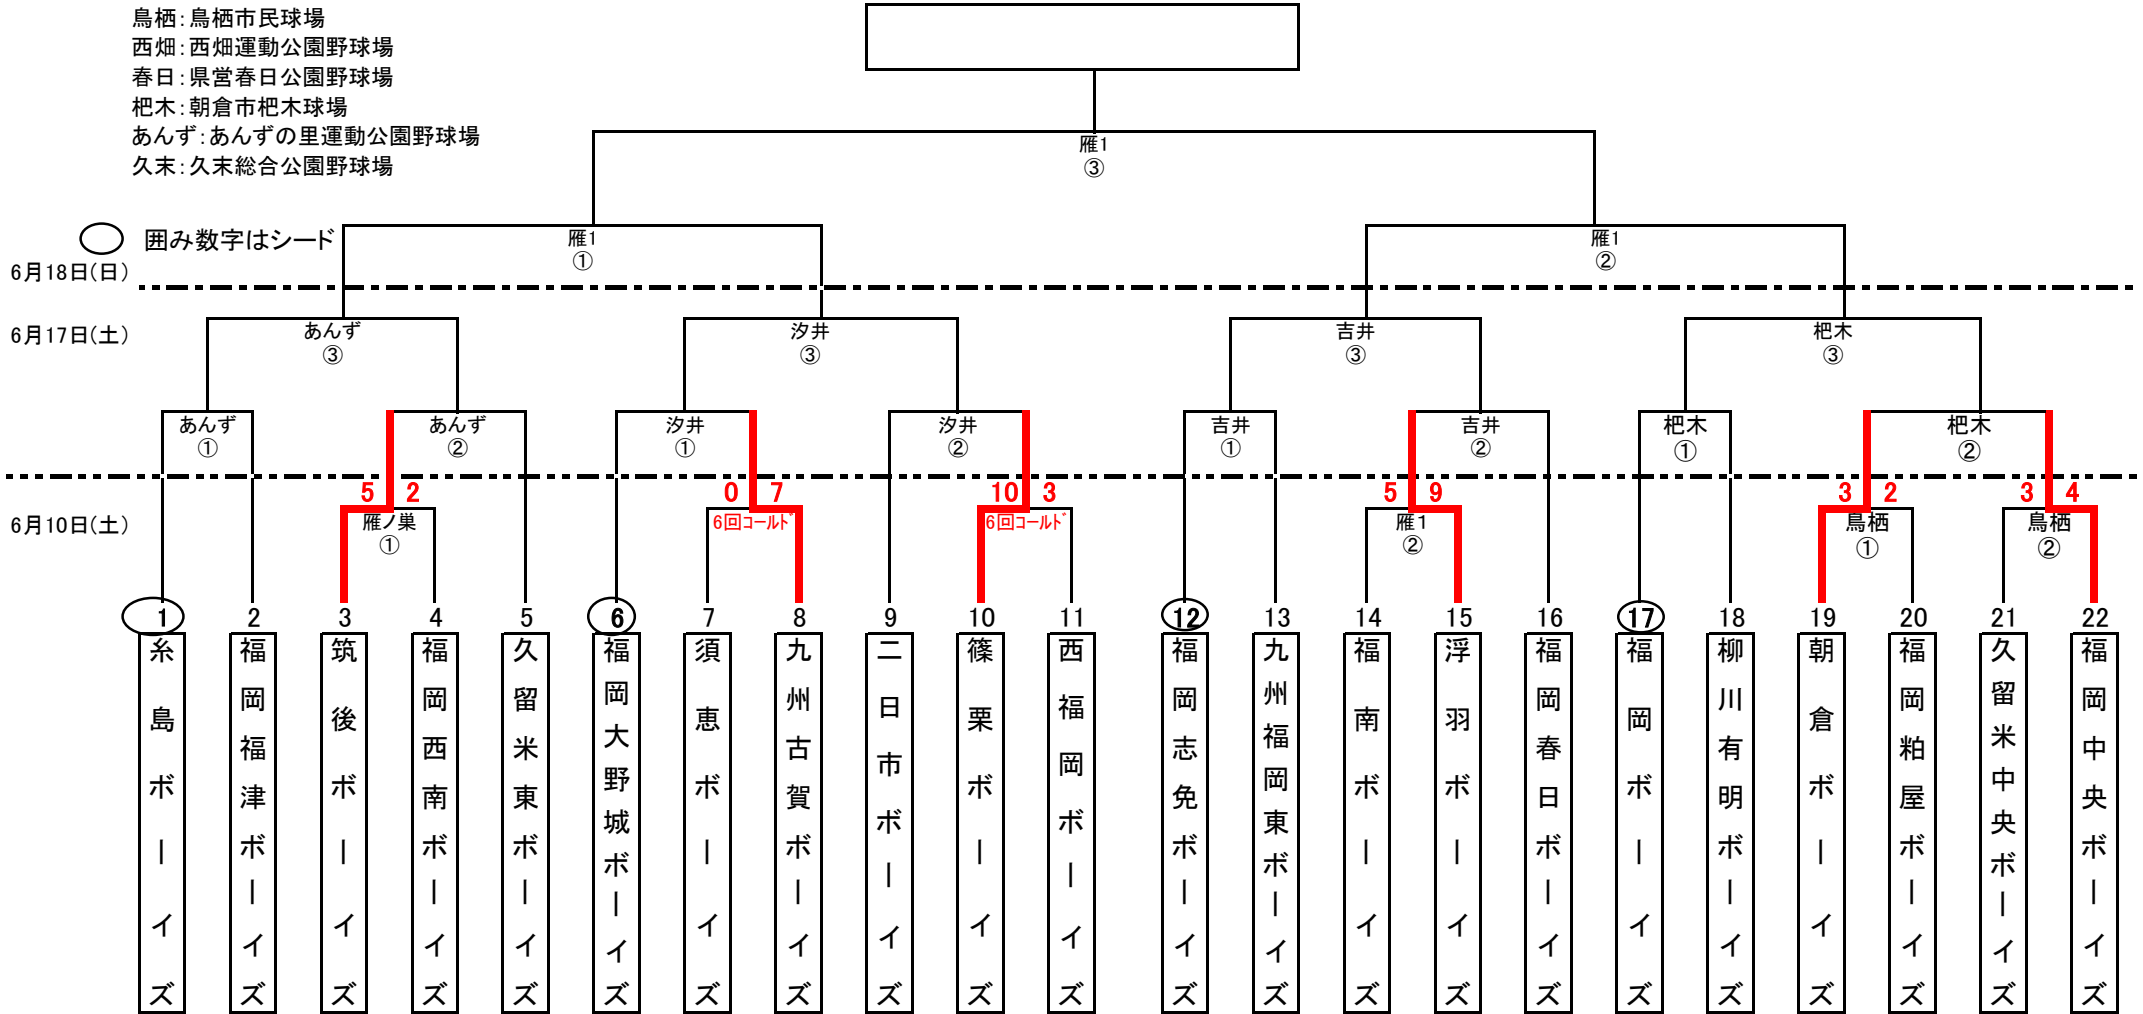 鳥栖：鳥栖市民球場
西畑：西畑運動公園野球場
春日：県営春日公園野球場
杷木：朝倉市杷木球場
あんず：あんずの里運動公園野球場
久末：久末総合公園野球場
雁1
③
囲み数字はシード
雁1
①
雁1
②
6月18日(日)
6月17日(土)
あんず
③
汐井
③
吉井
③
杷木
③
あんず
①
あんず
②
汐井
①
汐井
②
吉井
①
吉井
②
杷木
①
杷木
②
5 2
0 7
10 3
5 9
3 2
3 4
6月10日(土)
雁ノ巣
①
6回コールド
6回コールド
雁1
②
鳥栖
①
鳥栖
②
1 2 3 4 5 6 7 8 9 10 11 12 13 14 15 16 17 18 19 20 21 22
糸島ボーイズ
福岡福津ボーイズ
筑後ボーイズ
福岡西南ボーイズ
久留米東ボーイズ
福岡大野城ボーイズ
須恵ボーイズ
九州古賀ボーイズ
二日市ボーイズ
篠栗ボーイズ
西福岡ボーイズ
福岡志免ボーイズ
九州福岡東ボーイズ
福南ボーイズ
浮羽ボーイズ
福岡春日ボーイズ
福岡ボーイズ
柳川有明ボーイズ
朝倉ボーイズ
福岡粕屋ボーイズ
久留米中央ボーイズ
福岡中央ボーイズ